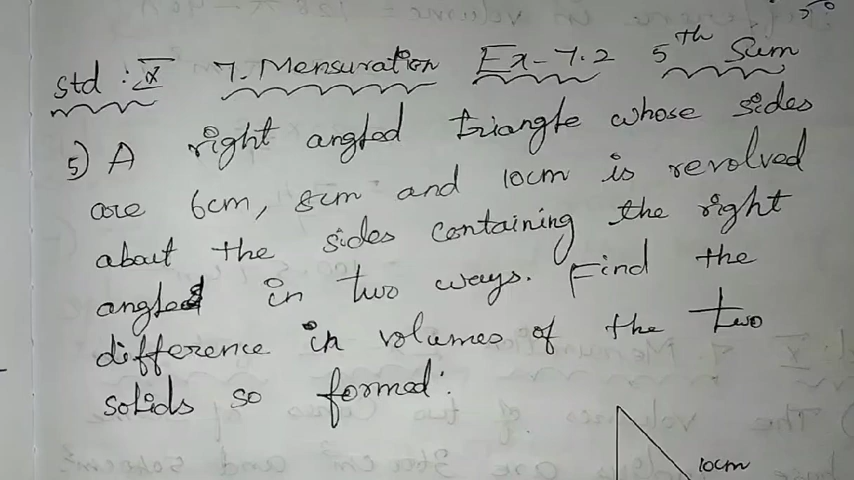 Std : X 7. Mensuration Ex-7.2 5th Sum
5) A right angled triangle whose sides
are 6cm, 8cm and 10cm is revolved
about the sides containing the right
angled in two ways. Find the
difference in volumes of the two
solids so formed.
10cm